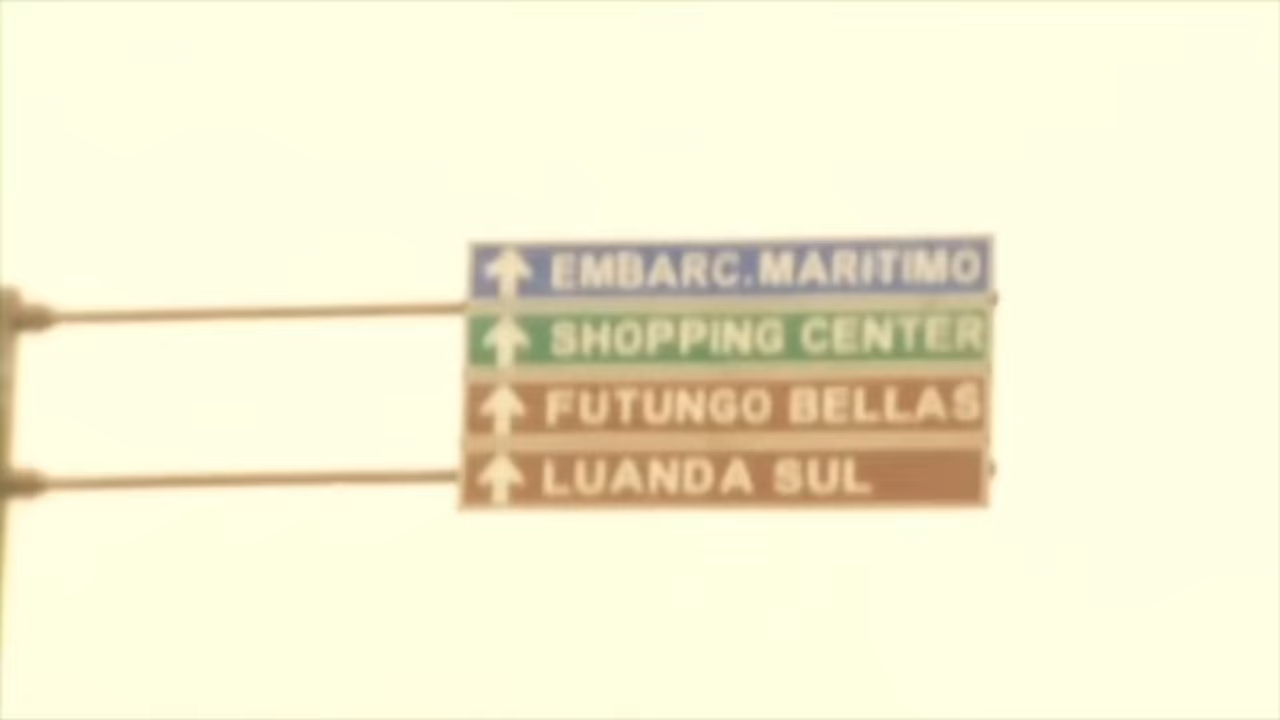 EMBARC.MARITIMO
SHOPPING CENTER
FUTUNGO BELLAS
LUANDA SUL